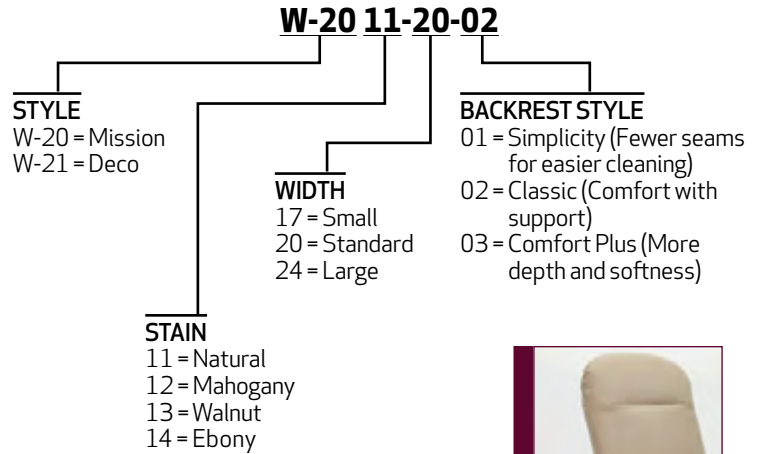 W-20 11-20-02
STYLE
W-20 = Mission
W-21 = Deco
BACKREST STYLE
01 = Simplicity (Fewer seams
for easier cleaning)
02 = Classic (Comfort with
support)
03 = Comfort Plus (More
depth and softness)
WIDTH
17 = Small
20 = Standard
24 = Large
STAIN
11 = Natural
12 = Mahogany
13 = Walnut
14 = Ebony